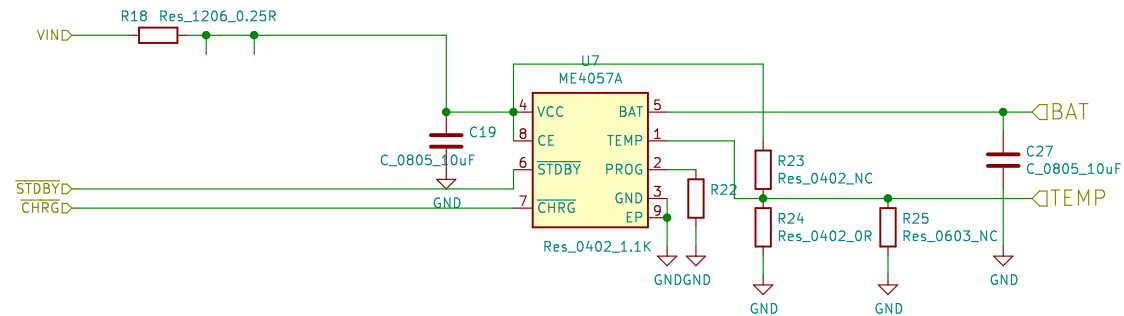 R18 Res_1206_0.25R
VIN
U7
ME4057A
4 VCC BAT 5
8 CE TEMP 1
6 STDBY PROG 2
GND 3
7 CHRG EP 9
C19
C_0805_10uF
GND
STDBY
CHRG
BAT
C27
C_0805_10uF
R23
Res_0402_NC
R22
TEMP
R24
Res_0402_0R
R25
Res_0603_NC
Res_0402_1.1K
GND
GND
GND
GND
GND